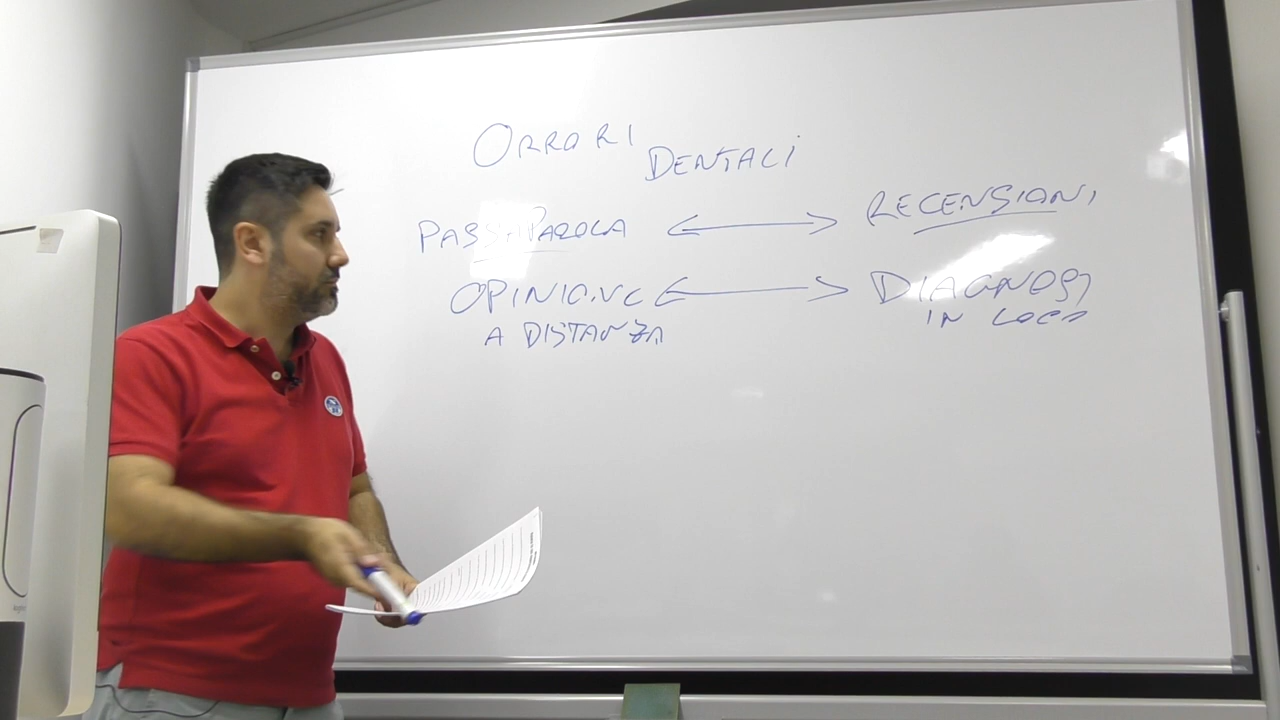 ORRORI DENTALI
PASSAPAROLA ⟷ RECENSIONI
OPINIONE A DISTANZA ⟷ DIAGNOSI IN LOCO